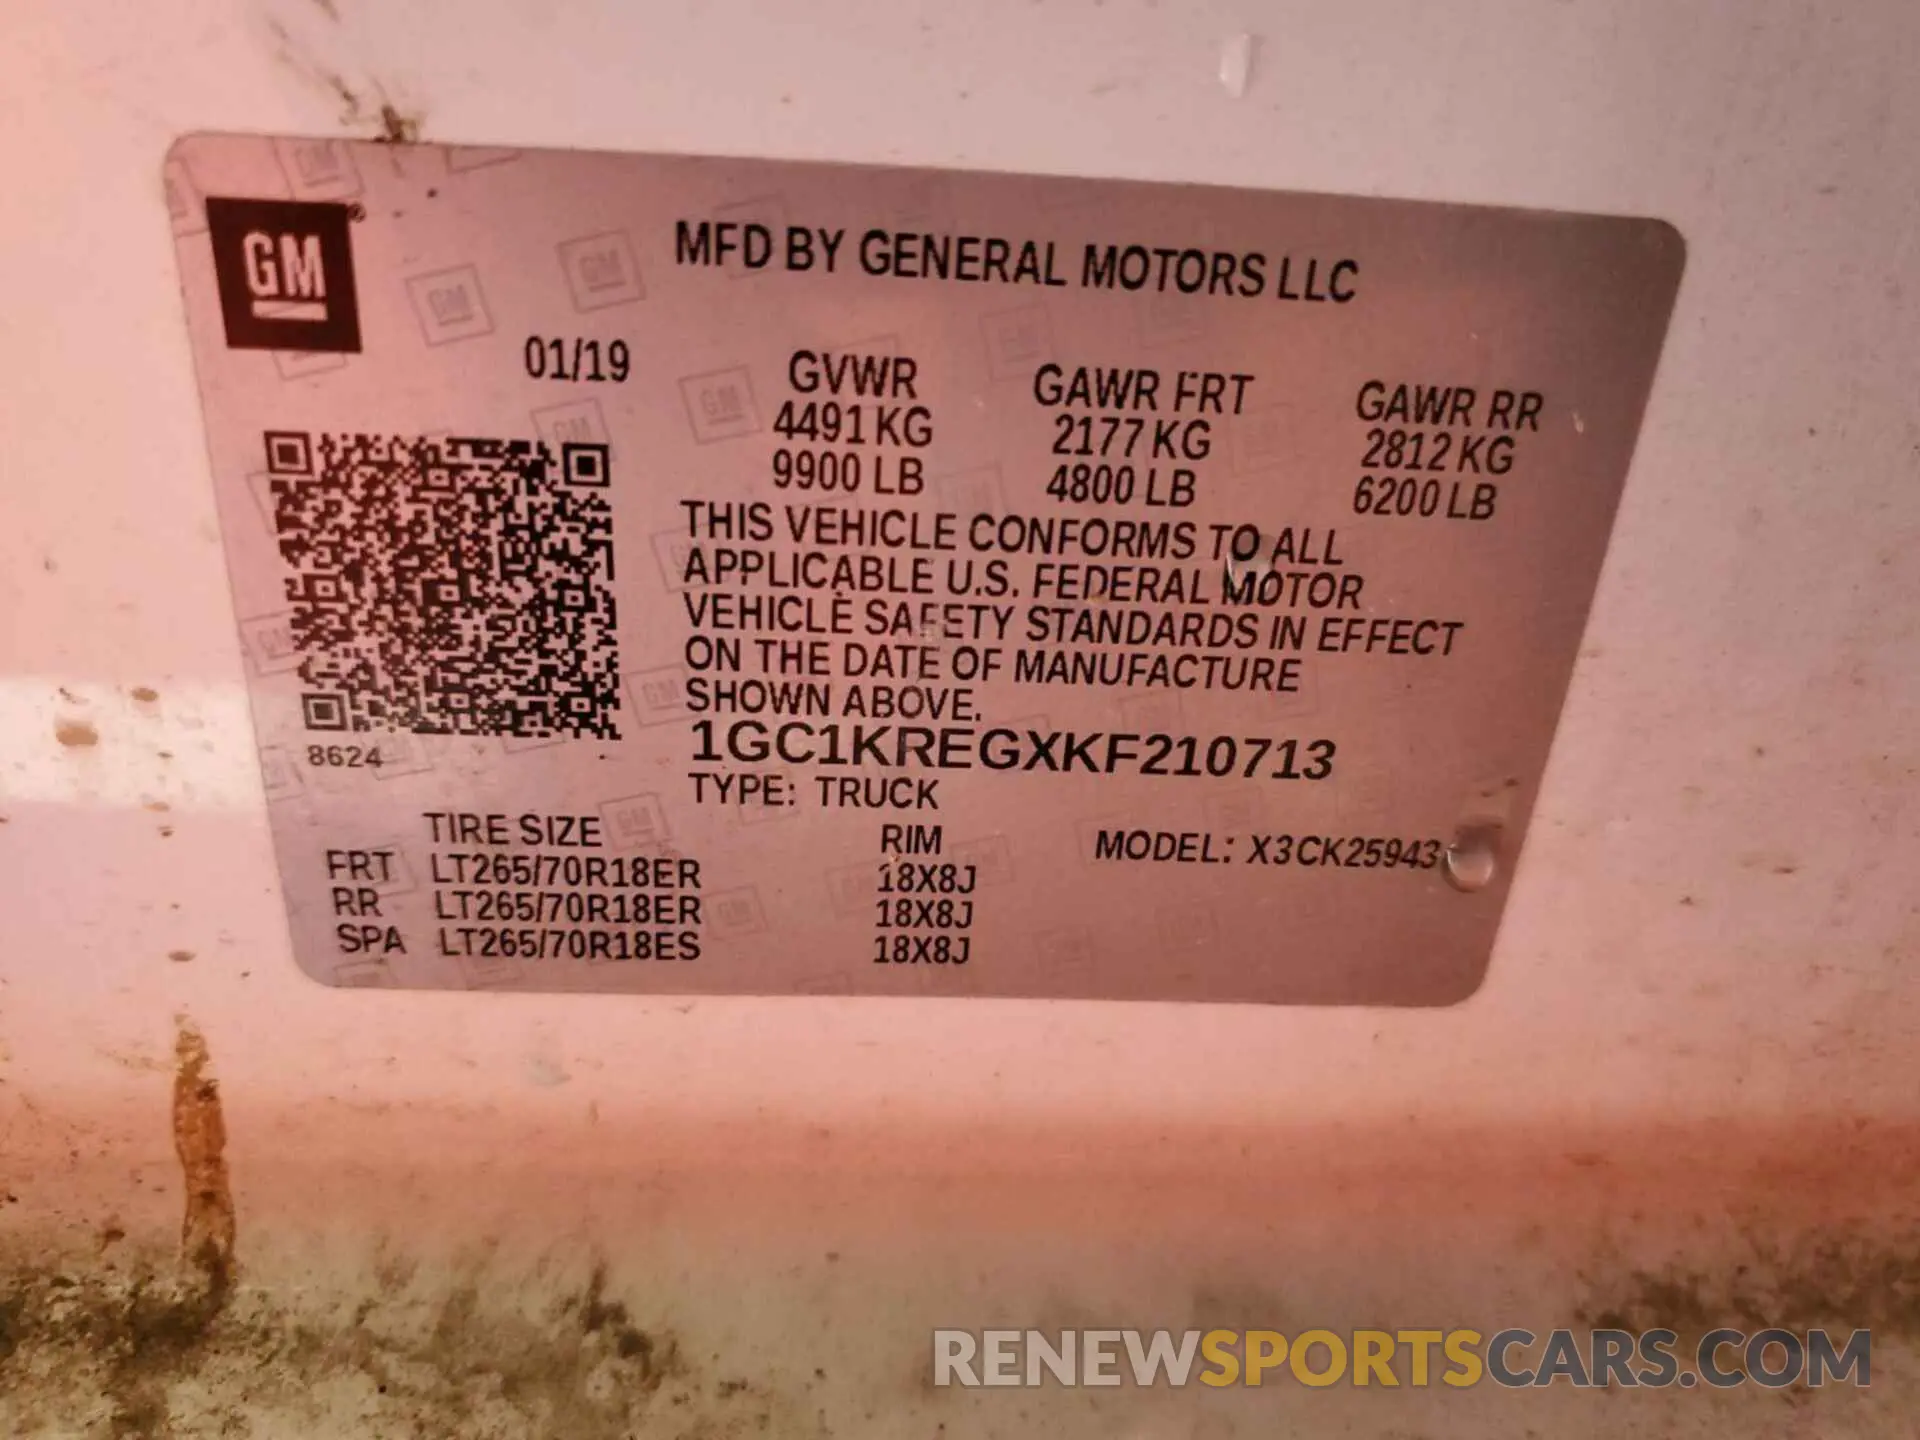 GM®
MFD BY GENERAL MOTORS LLC
01/19
GVWR GAWR FRT GAWR RR
4491 KG 2177 KG 2812 KG
9900 LB 4800 LB 6200 LB
THIS VEHICLE CONFORMS TO ALL
APPLICABLE U.S. FEDERAL MOTOR
VEHICLE SAFETY STANDARDS IN EFFECT
ON THE DATE OF MANUFACTURE
SHOWN ABOVE.
8624
1GC1KREGXKF210713
TYPE: TRUCK
TIRE SIZE RIM MODEL: X3CK25943
FRT LT265/70R18ER 18X8J
RR LT265/70R18ER 18X8J
SPA LT265/70R18ES 18X8J
RENEWSPORTSCARS.COM